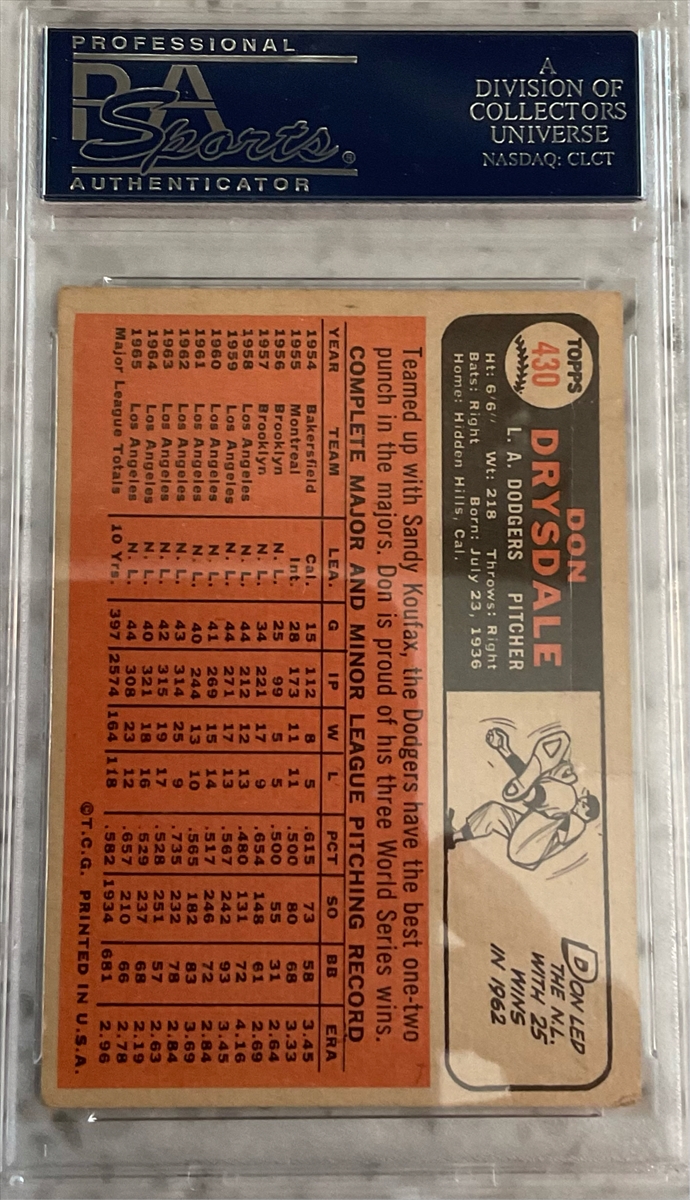 PROFESSIONAL
PSA
Sports®
AUTHENTICATOR
A
DIVISION OF
COLLECTORS
UNIVERSE
NASDAQ: CLCT
TOPPS
430
DON
DRYSDALE
L. A. DODGERS PITCHER
Ht: 6'6" Wt: 218 Throws: Right
Bats: Right Born: July 23, 1936
Home: Hidden Hills, Cal.
DON LED
THE N.L.
WITH 25
WINS
IN 1962
Teamed up with Sandy Koufax, the Dodgers have the best one-two
punch in the majors. Don is proud of his three World Series wins.
COMPLETE MAJOR AND MINOR LEAGUE PITCHING RECORD
YEAR TEAM LEA. G IP W L PCT SO BB ERA
1954 Bakersfield Cal. 15 112 8 5 .615 73 58 3.45
1955 Montreal Int. 28 173 11 11 .500 80 68 3.33
1956 Brooklyn N. L. 25 99 5 5 .500 55 31 2.64
1957 Brooklyn N. L. 34 221 17 9 .654 148 61 2.69
1958 Los Angeles N. L. 44 212 12 13 .480 131 72 4.16
1959 Los Angeles N. L. 44 271 17 13 .567 242 93 3.45
1960 Los Angeles N. L. 41 269 15 14 .517 246 72 2.84
1961 Los Angeles N. L. 40 244 13 10 .565 182 83 3.69
1962 Los Angeles N. L. 43 314 25 9 .735 232 78 2.84
1963 Los Angeles N. L. 42 315 19 17 .528 251 57 2.63
1964 Los Angeles N. L. 40 321 18 16 .529 237 68 2.19
1965 Los Angeles N. L. 44 308 23 12 .657 210 66 2.78
Major League Totals 10 Yrs. 397 2574 164 118 .582 1934 681 2.96
©T.C.G. PRINTED IN U.S.A.